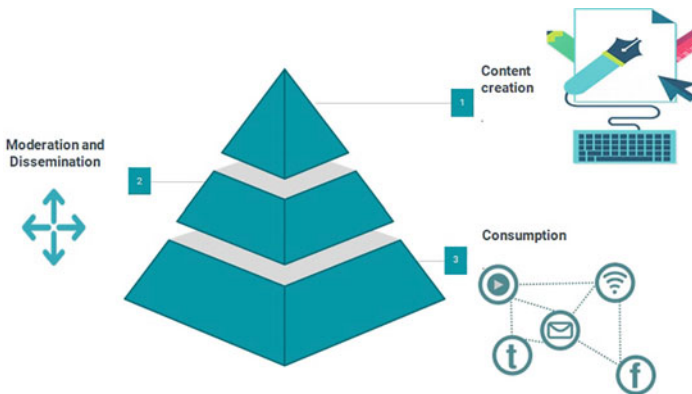 Content
creation
1
Moderation and
Dissemination
2
3
Consumption
t
f